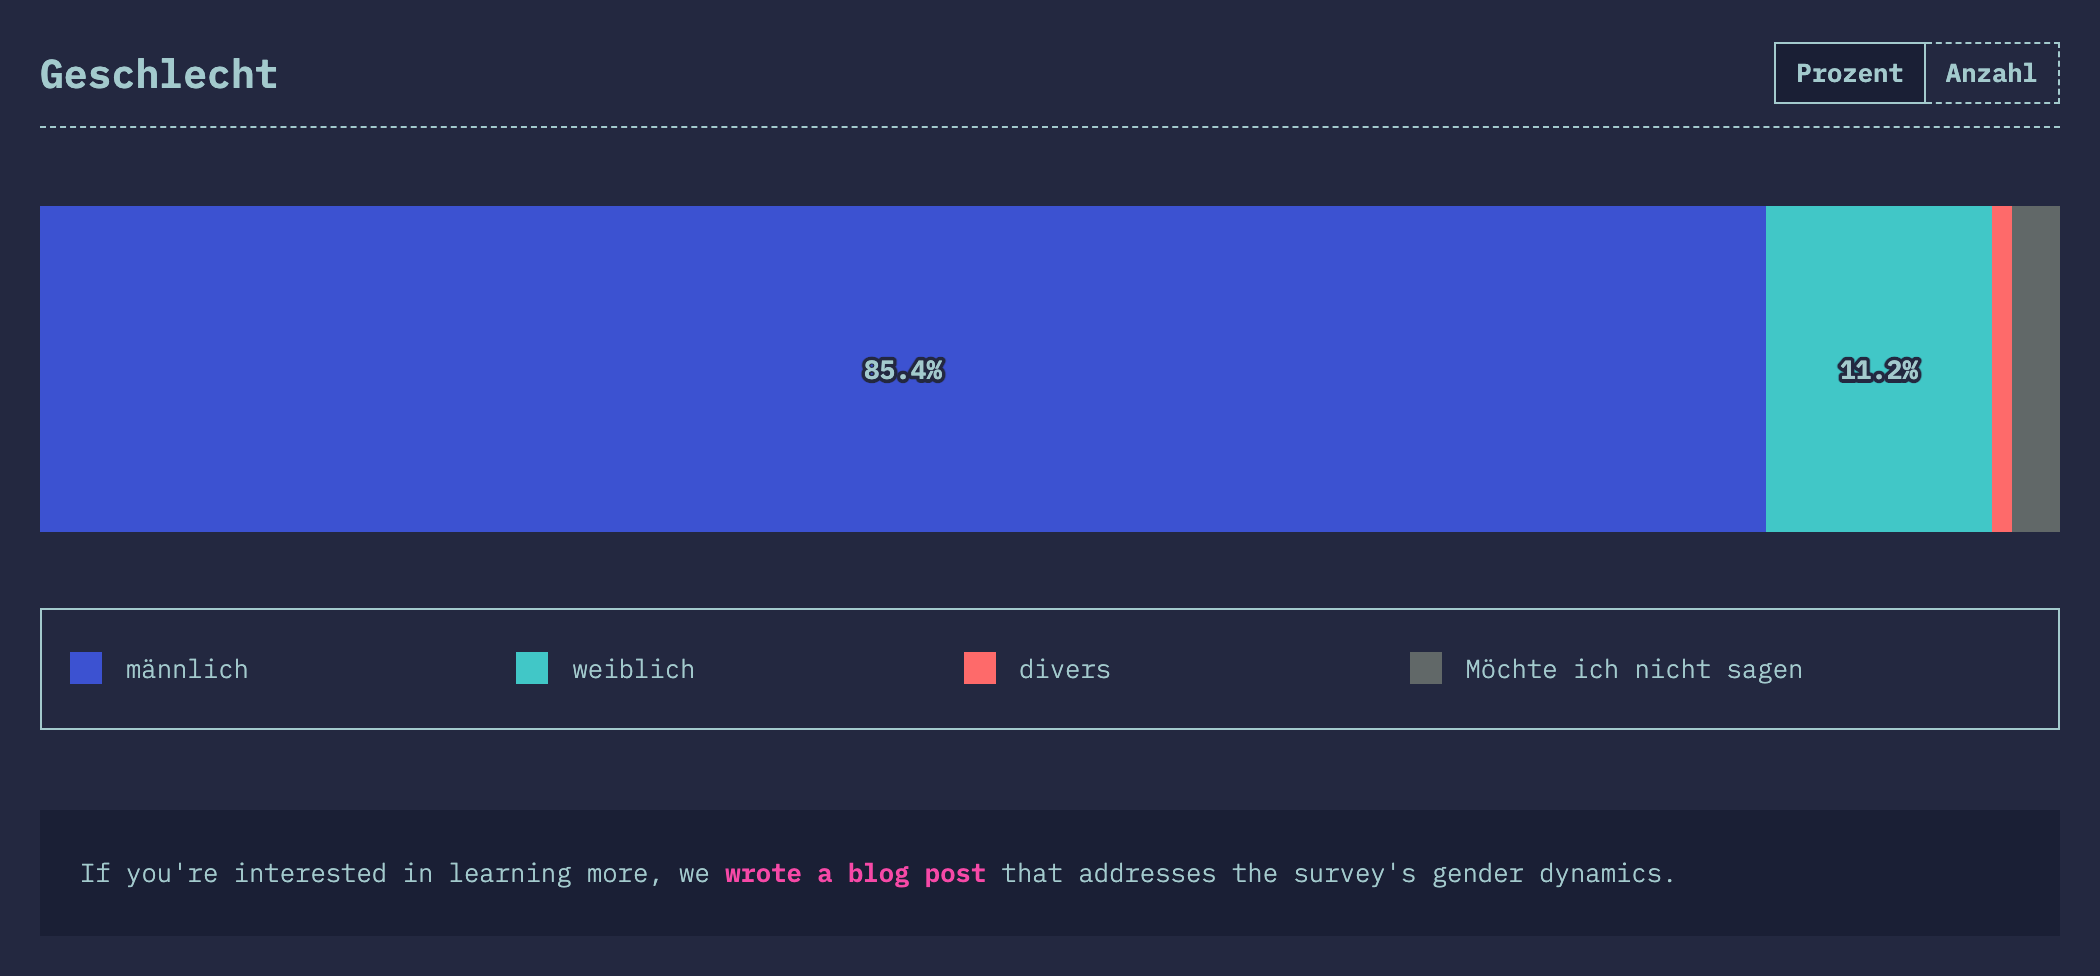 Geschlecht
Prozent Anzahl
85.4% 11.2%
männlich weiblich divers Möchte ich nicht sagen
If you're interested in learning more, we wrote a blog post that addresses the survey's gender dynamics.